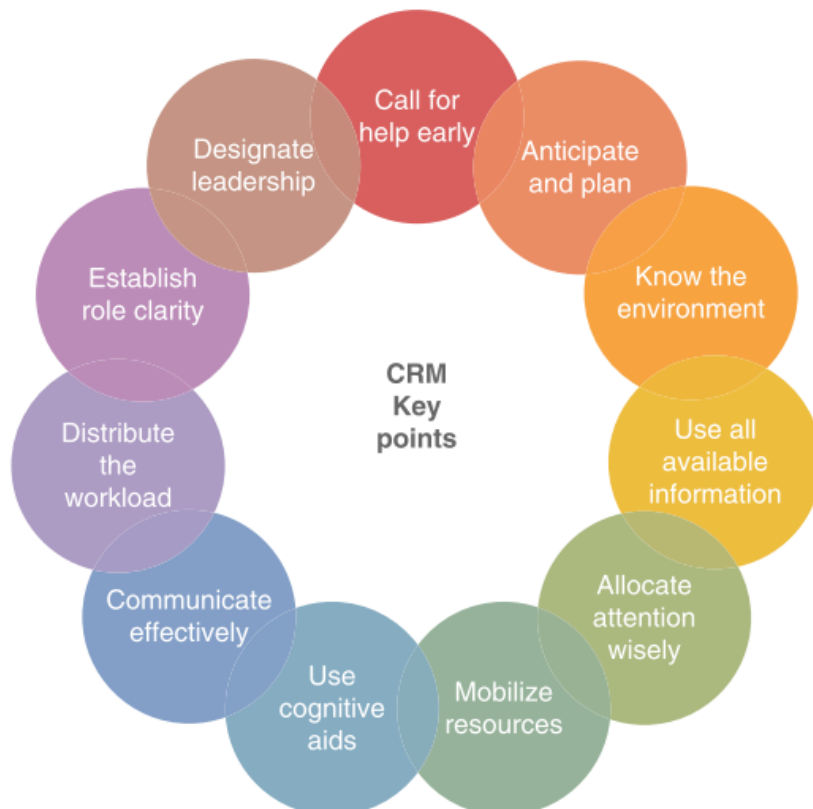 Call for
help early
Anticipate
and plan
Know the
environment
Use all
available
information
Allocate
attention
wisely
Mobilize
resources
Use
cognitive
aids
Communicate
effectively
Distribute
the
workload
Establish
role clarity
Designate
leadership
CRM
Key
points